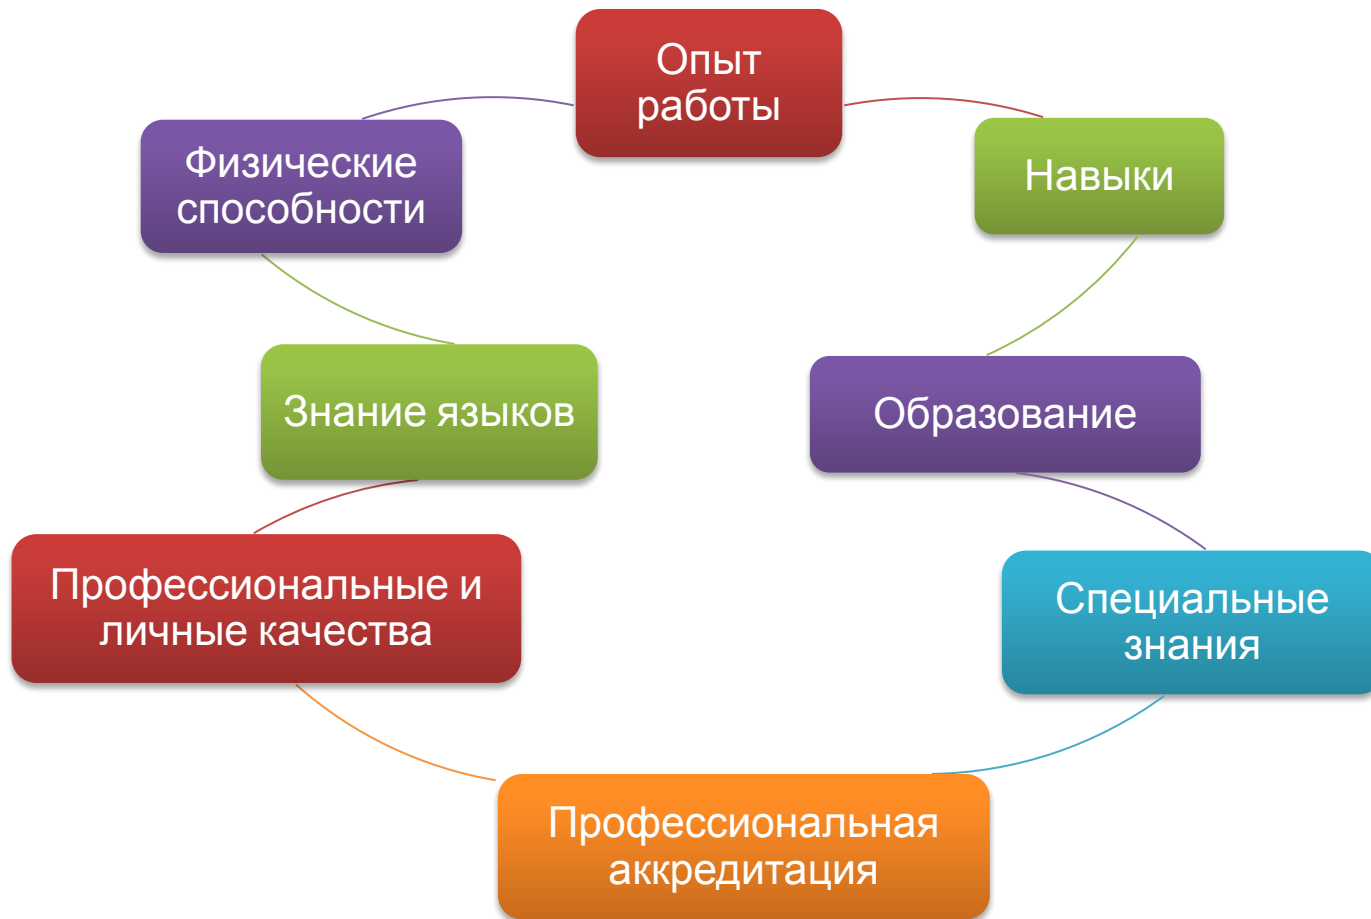 Опыт
работы
Навыки
Физические
способности
Знание языков
Образование
Профессиональные и
личные качества
Специальные
знания
Профессиональная
аккредитация